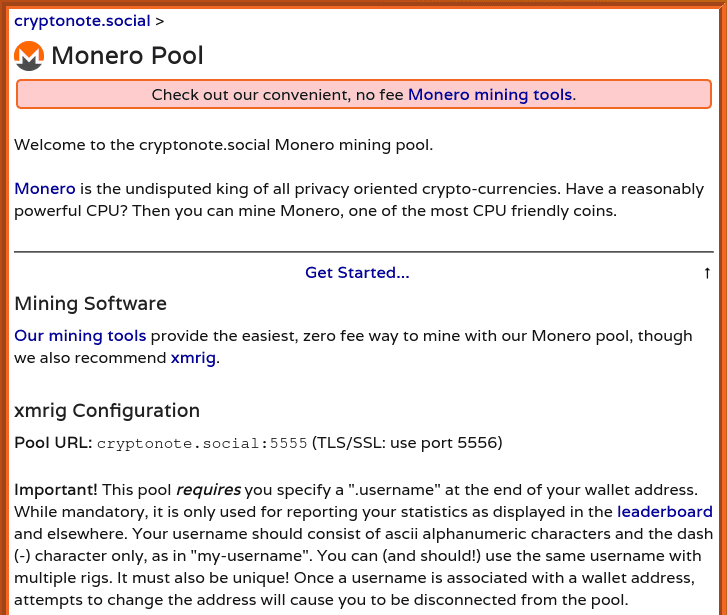 cryptonote.social >
Monero Pool
Check out our convenient, no fee Monero mining tools.
Welcome to the cryptonote.social Monero mining pool.
Monero is the undisputed king of all privacy oriented crypto-currencies. Have a reasonably
powerful CPU? Then you can mine Monero, one of the most CPU friendly coins.
Get Started... ↑
Mining Software
Our mining tools provide the easiest, zero fee way to mine with our Monero pool, though
we also recommend xmrig.
xmrig Configuration
Pool URL: cryptonote.social:5555 (TLS/SSL: use port 5556)
Important! This pool requires you specify a ".username" at the end of your wallet address.
While mandatory, it is only used for reporting your statistics as displayed in the leaderboard
and elsewhere. Your username should consist of ascii alphanumeric characters and the dash
(-) character only, as in "my-username". You can (and should!) use the same username with
multiple rigs. It must also be unique! Once a username is associated with a wallet address,
attempts to change the address will cause you to be disconnected from the pool.